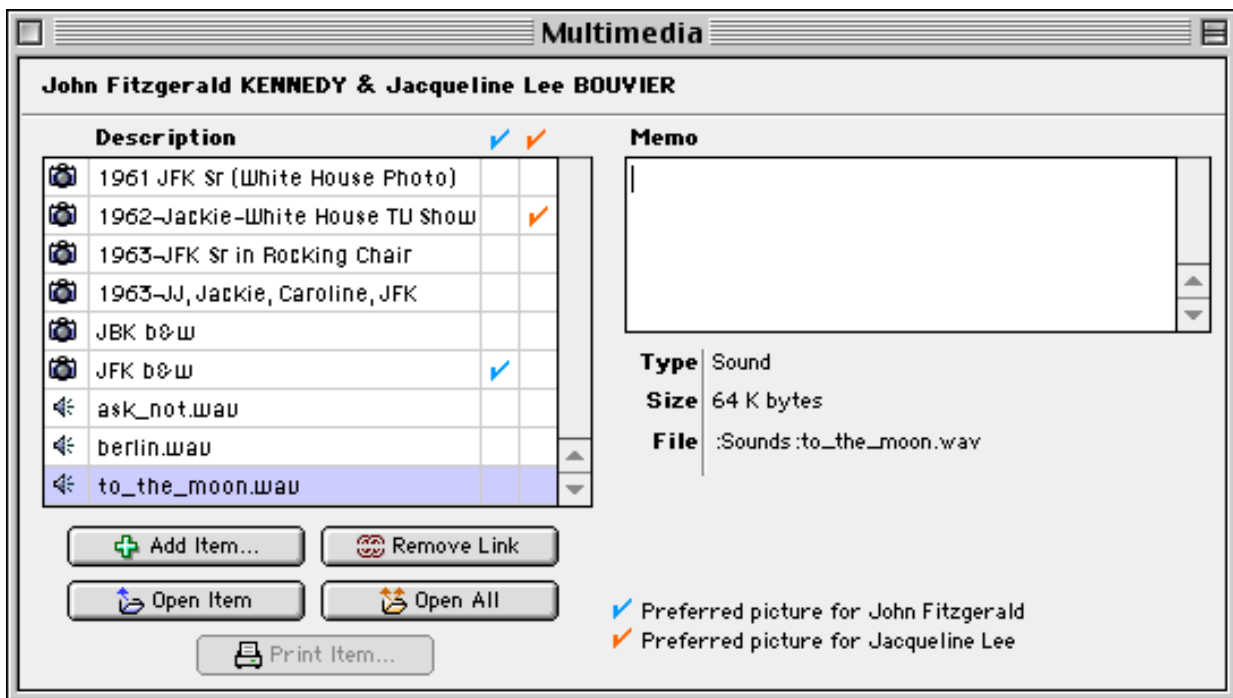 Multimedia
John Fitzgerald KENNEDY & Jacqueline Lee BOUVIER
Description
1961 JFK Sr (White House Photo)
1962-Jackie-White House TV Show
1963-JFK Sr in Rocking Chair
1963-JJ, Jackie, Caroline, JFK
JBK b&w
JFK b&w
ask_not.wav
berlin.wav
to_the_moon.wav
Add Item...
Remove Link
Open Item
Open All
Print Item...
Memo
Type Sound
Size 64 K bytes
File :Sounds:to_the_moon.wav
Preferred picture for John Fitzgerald
Preferred picture for Jacqueline Lee